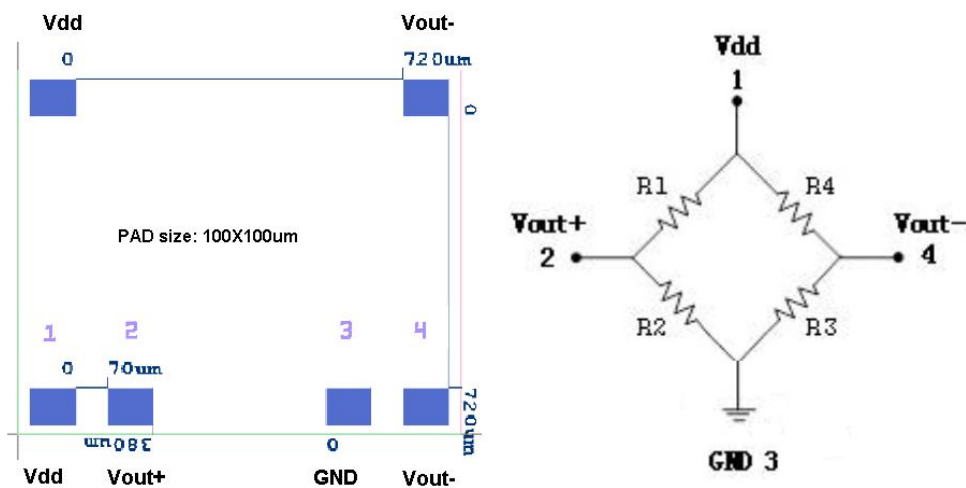 Vdd Vout-
0 720um
0
PAD size: 100X100um
1 2 3 4
0 70um
720um
380um 0
Vdd Vout+ GND Vout-
Vdd
1
R1 R4
Vout+ Vout-
2 4
R2 R3
GND 3